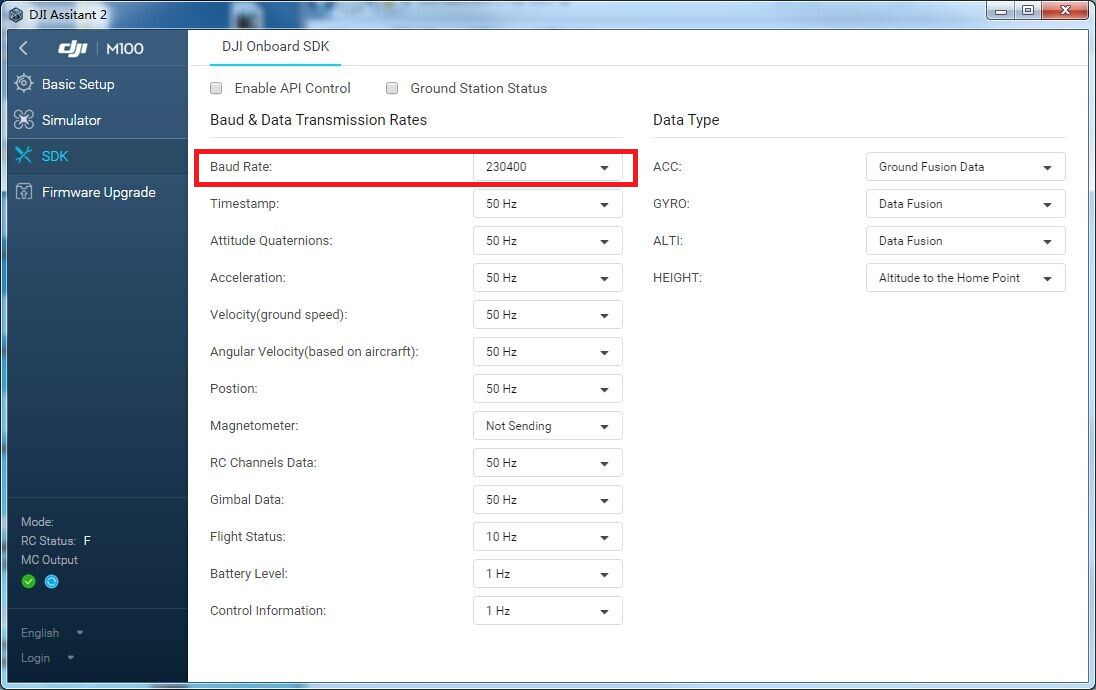 DJI Assitant 2
dji M100
Basic Setup
Simulator
SDK
Firmware Upgrade
Mode:
RC Status: F
MC Output
English
Login
DJI Onboard SDK
Enable API Control Ground Station Status
Baud & Data Transmission Rates
Baud Rate: 230400
Timestamp: 50 Hz
Attitude Quaternions: 50 Hz
Acceleration: 50 Hz
Velocity(ground speed): 50 Hz
Angular Velocity(based on aircrarft): 50 Hz
Postion: 50 Hz
Magnetometer: Not Sending
RC Channels Data: 50 Hz
Gimbal Data: 50 Hz
Flight Status: 10 Hz
Battery Level: 1 Hz
Control Information: 1 Hz
Data Type
ACC: Ground Fusion Data
GYRO: Data Fusion
ALTI: Data Fusion
HEIGHT: Altitude to the Home Point